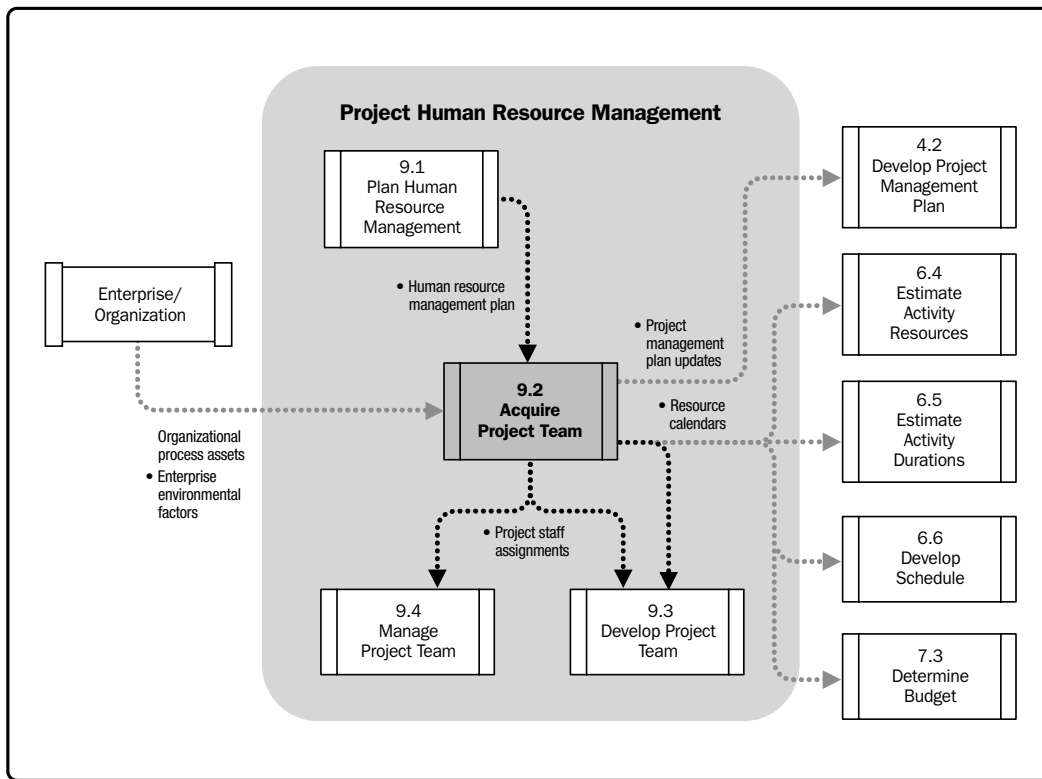 Project Human Resource Management
9.1
Plan Human
Resource
Management
4.2
Develop Project
Management
Plan
Enterprise/
Organization
• Human resource
management plan
6.4
Estimate
Activity
Resources
• Project
management
plan updates
9.2
Acquire
Project Team
• Resource
calendars
6.5
Estimate
Activity
Durations
Organizational
process assets
• Enterprise
environmental
factors
• Project staff
assignments
6.6
Develop
Schedule
9.4
Manage
Project Team
9.3
Develop Project
Team
7.3
Determine
Budget